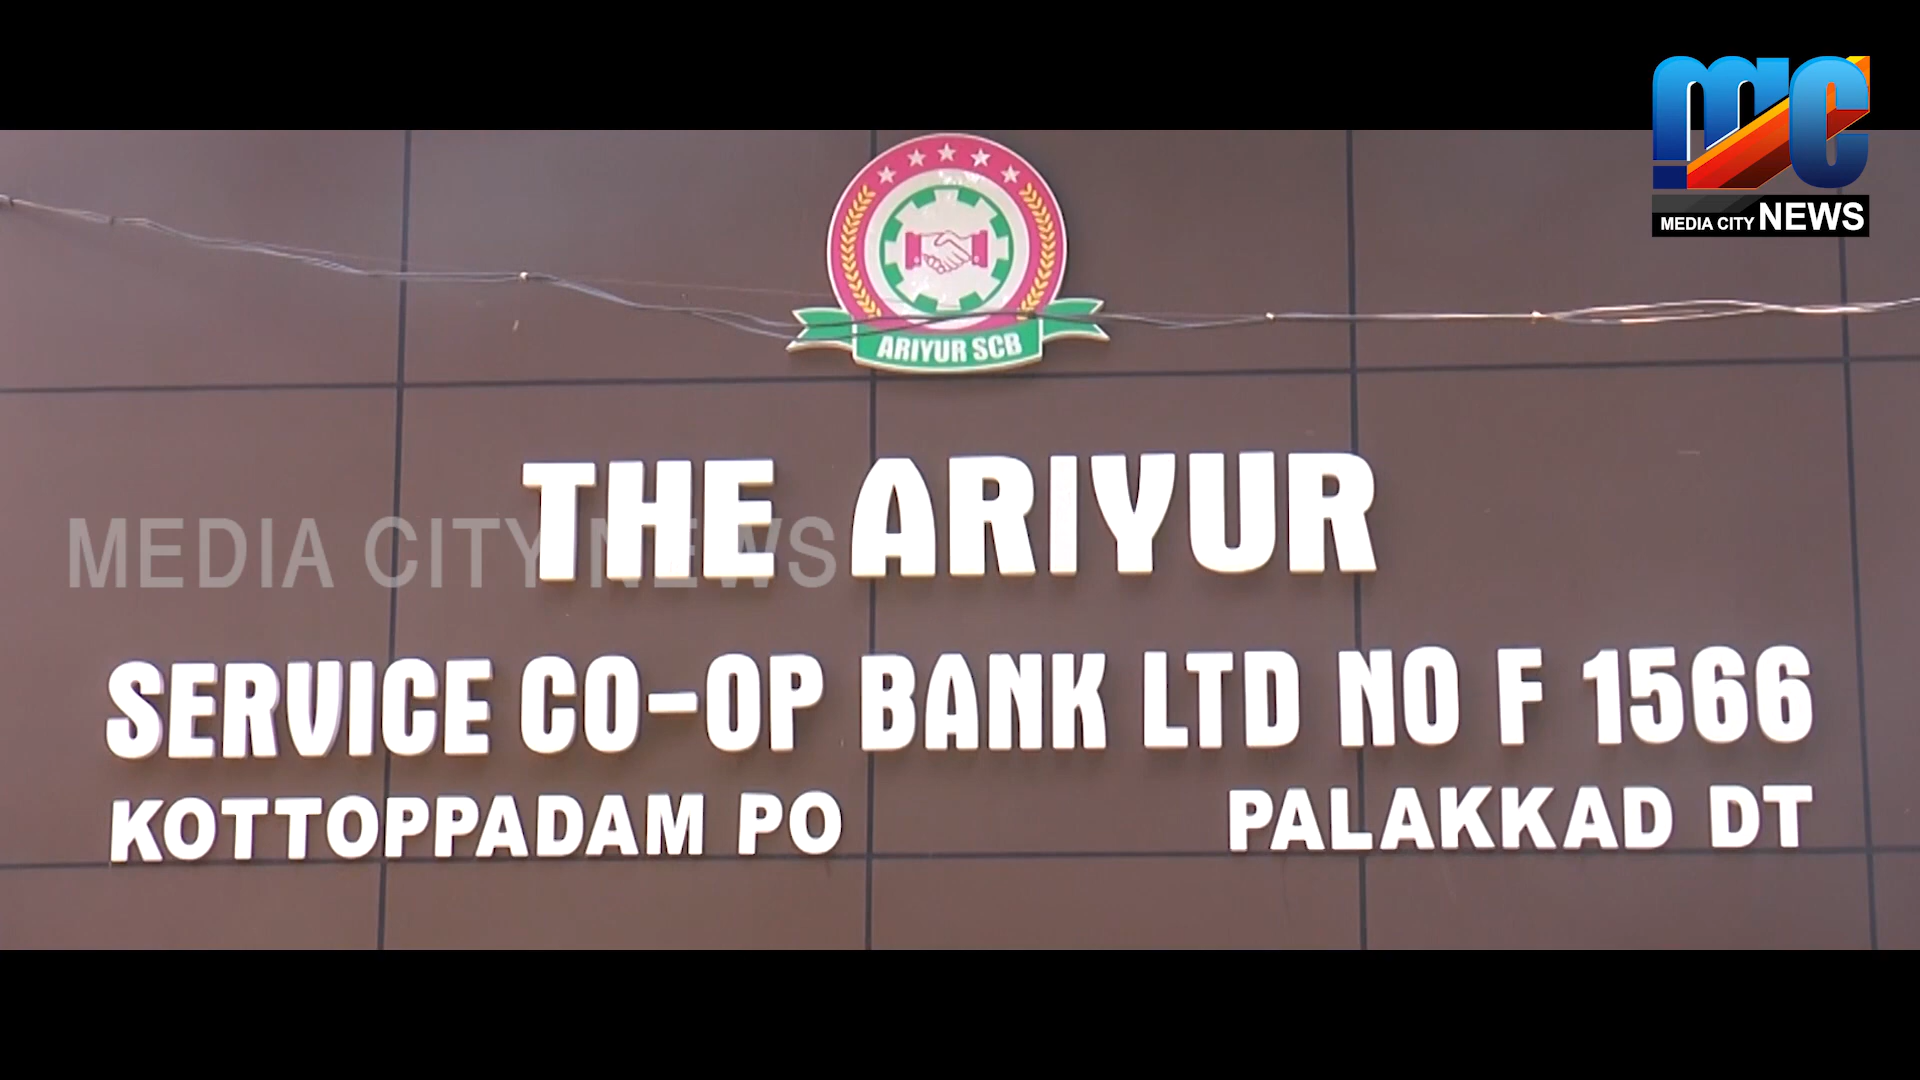 MC
MEDIA CITY NEWS
ARIYUR SCB
THE ARIYUR
MEDIA CITY NEWS
SERVICE CO-OP BANK LTD NO F 1566
KOTTOPPADAM PO PALAKKAD DT